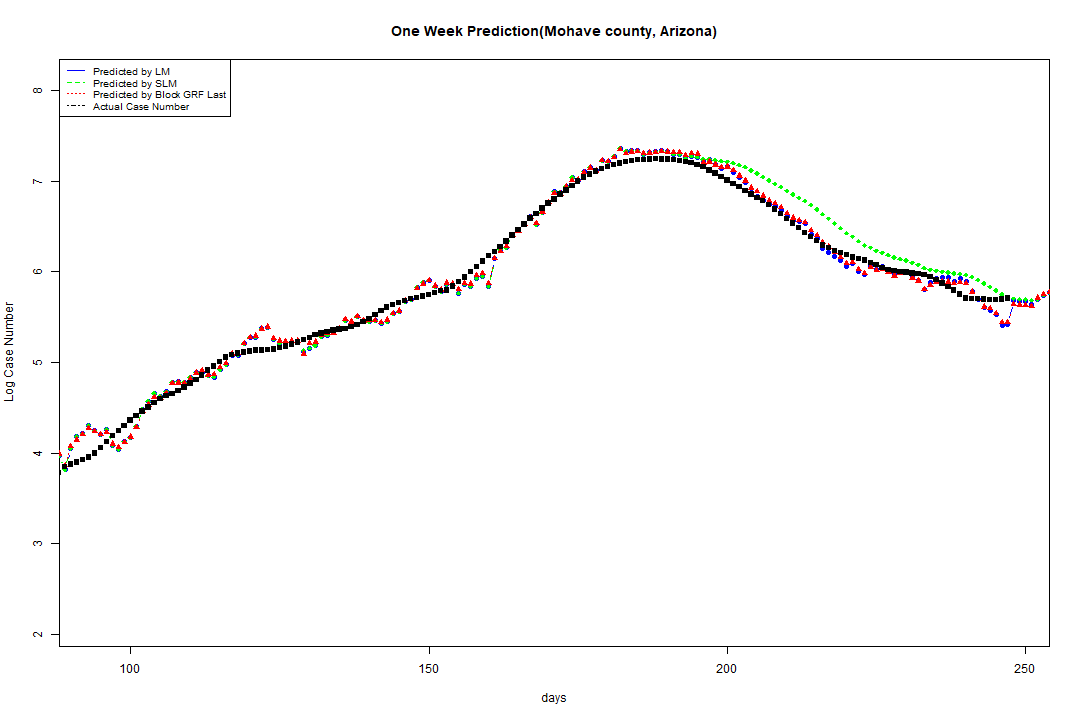 One Week Prediction(Mohave county, Arizona)
Predicted by LM
Predicted by SLM
Predicted by Block GRF Last
Actual Case Number
8
7
6
5
4
3
2
Log Case Number
100 150 200 250
days